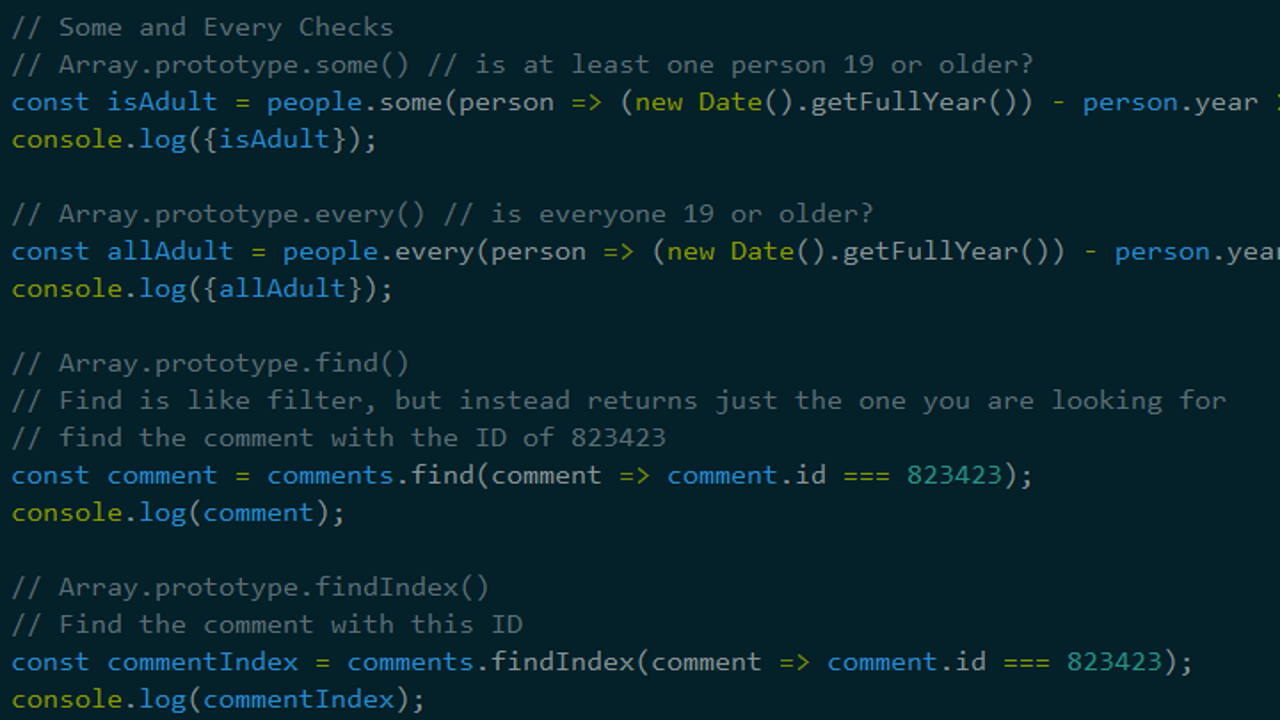 // Some and Every Checks
// Array.prototype.some() // is at least one person 19 or older?
const isAdult = people.some(person => (new Date().getFullYear()) - person.year
console.log({isAdult});
// Array.prototype.every() // is everyone 19 or older?
const allAdult = people.every(person => (new Date().getFullYear()) - person.year
console.log({allAdult});
// Array.prototype.find()
// Find is like filter, but instead returns just the one you are looking for
// find the comment with the ID of 823423
const comment = comments.find(comment => comment.id === 823423);
console.log(comment);
// Array.prototype.findIndex()
// Find the comment with this ID
const commentIndex = comments.findIndex(comment => comment.id === 823423);
console.log(commentIndex);